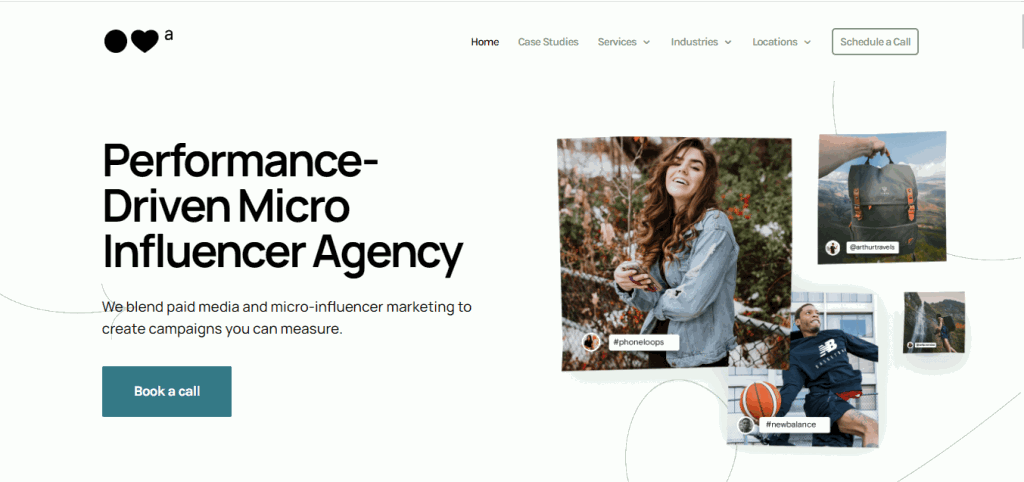 a
Home Case Studies Services Industries Locations Schedule a Call
Performance-
Driven Micro
Influencer Agency
We blend paid media and micro-influencer marketing to
create campaigns you can measure.
Book a call
@arthurtravels
#phoneloops
NB
#newbalance